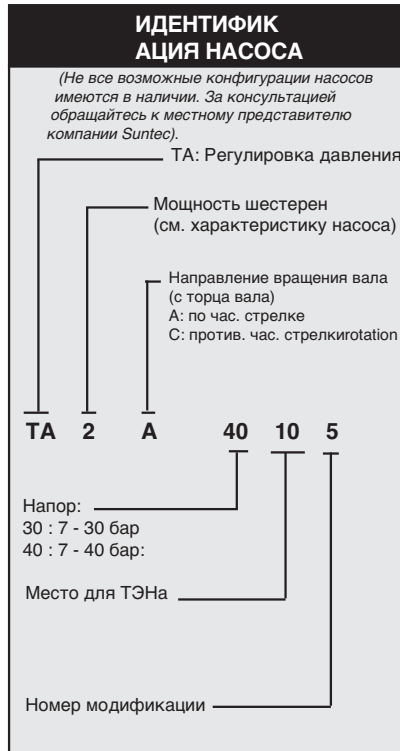 ИДЕНТИФИК
АЦИЯ НАСОСА
(Не все возможные конфигурации насосов
имеются в наличии. За консультацией
обращайтесь к местному представителю
компании Suntec).
TA: Регулировка давления
Мощность шестерен
(см. характеристику насоса)
Направление вращения вала
(с торца вала)
A: по час. стрелке
C: против. час. стрелкиrotation
TA 2 A 40 10 5
Напор:
30 : 7 - 30 бар
40 : 7 - 40 бар:
Место для ТЭНа
Номер модификации